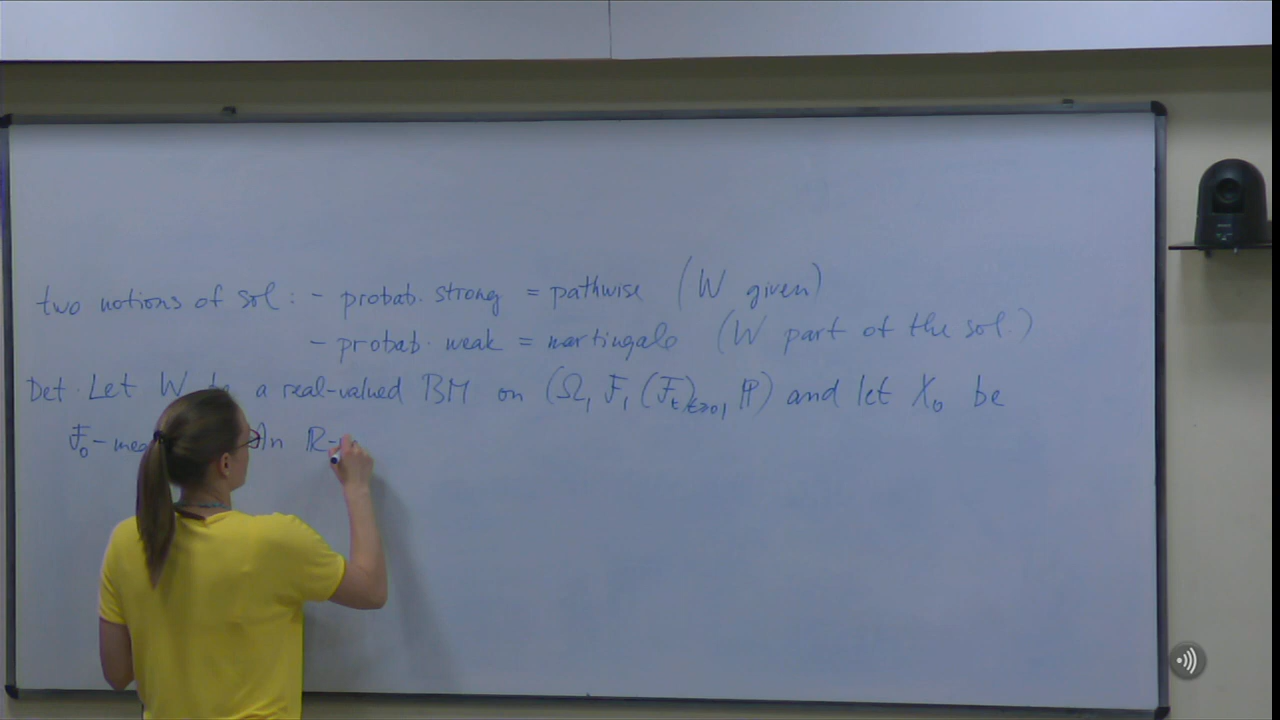 two notions of sol: - probab. strong = pathwise (W given)
- probab. weak = martingale (W part of the sol.)
Def. Let W be a real-valued BM on (Ω, F, (F_t)_{t≥0}, ℙ) and let X_0 be
F_0 - An ℝ-